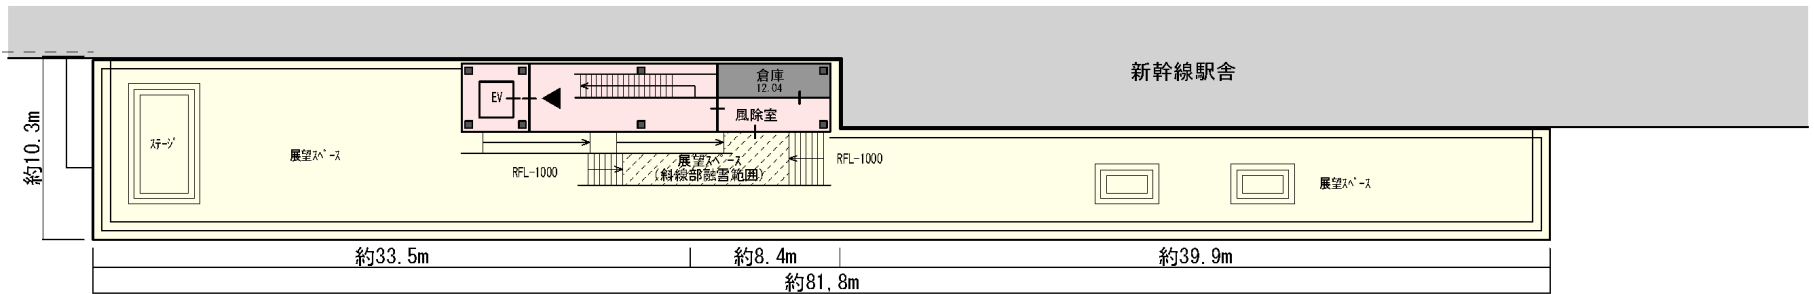 新幹線駅舎
倉庫
12.04
EV
風除室
約10.3m
ステージ
展望スペース
RFL-1000
展望スペース
(斜線部融雪範囲)
RFL-1000
展望スペース
約33.5m
約8.4m
約39.9m
約81,8m